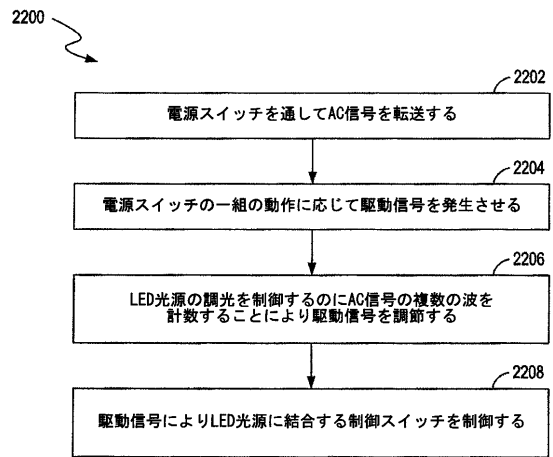 2200
2202
電源スイッチを通してAC信号を転送する
2204
電源スイッチの一組の動作に応じて駆動信号を発生させる
2206
LED光源の調光を制御するのにAC信号の複数の波を
計数することにより駆動信号を調節する
2208
駆動信号によりLED光源に結合する制御スイッチを制御する